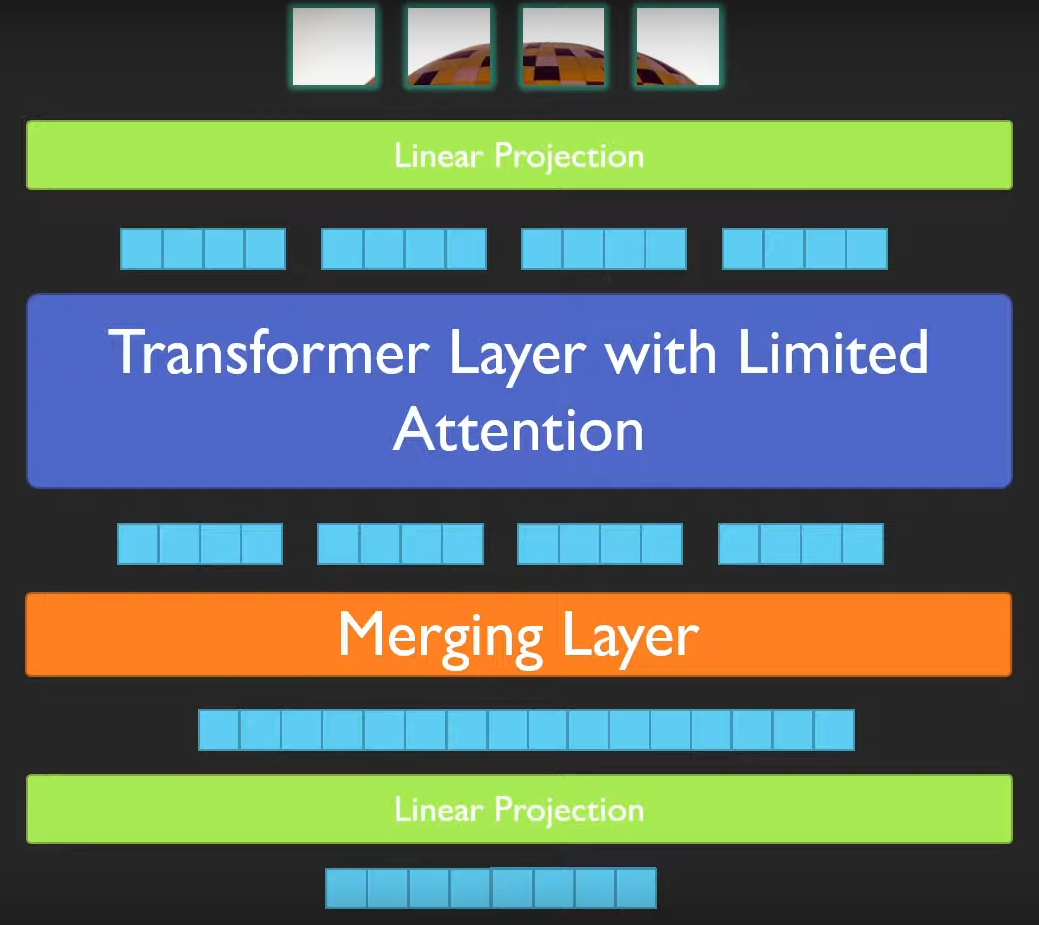 Linear Projection
Transformer Layer with Limited
Attention
Merging Layer
Linear Projection